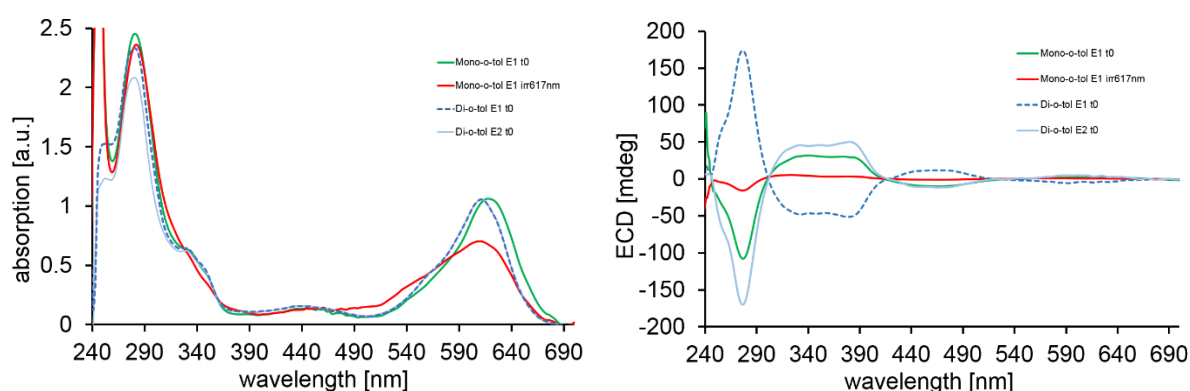 absorption [a.u.]
2.5
2
1.5
1
0.5
0
240 290 340 390 440 490 540 590 640 690
wavelength [nm]
Mono-o-tol E1 t0
Mono-o-tol E1 irr617nm
Di-o-tol E1 t0
Di-o-tol E2 t0
ECD [mdeg]
200
150
100
50
0
-50
-100
-150
-200
240 290 340 390 440 490 540 590 640 690
wavelength [nm]
Mono-o-tol E1 t0
Mono-o-tol E1 irr617nm
Di-o-tol E1 t0
Di-o-tol E2 t0